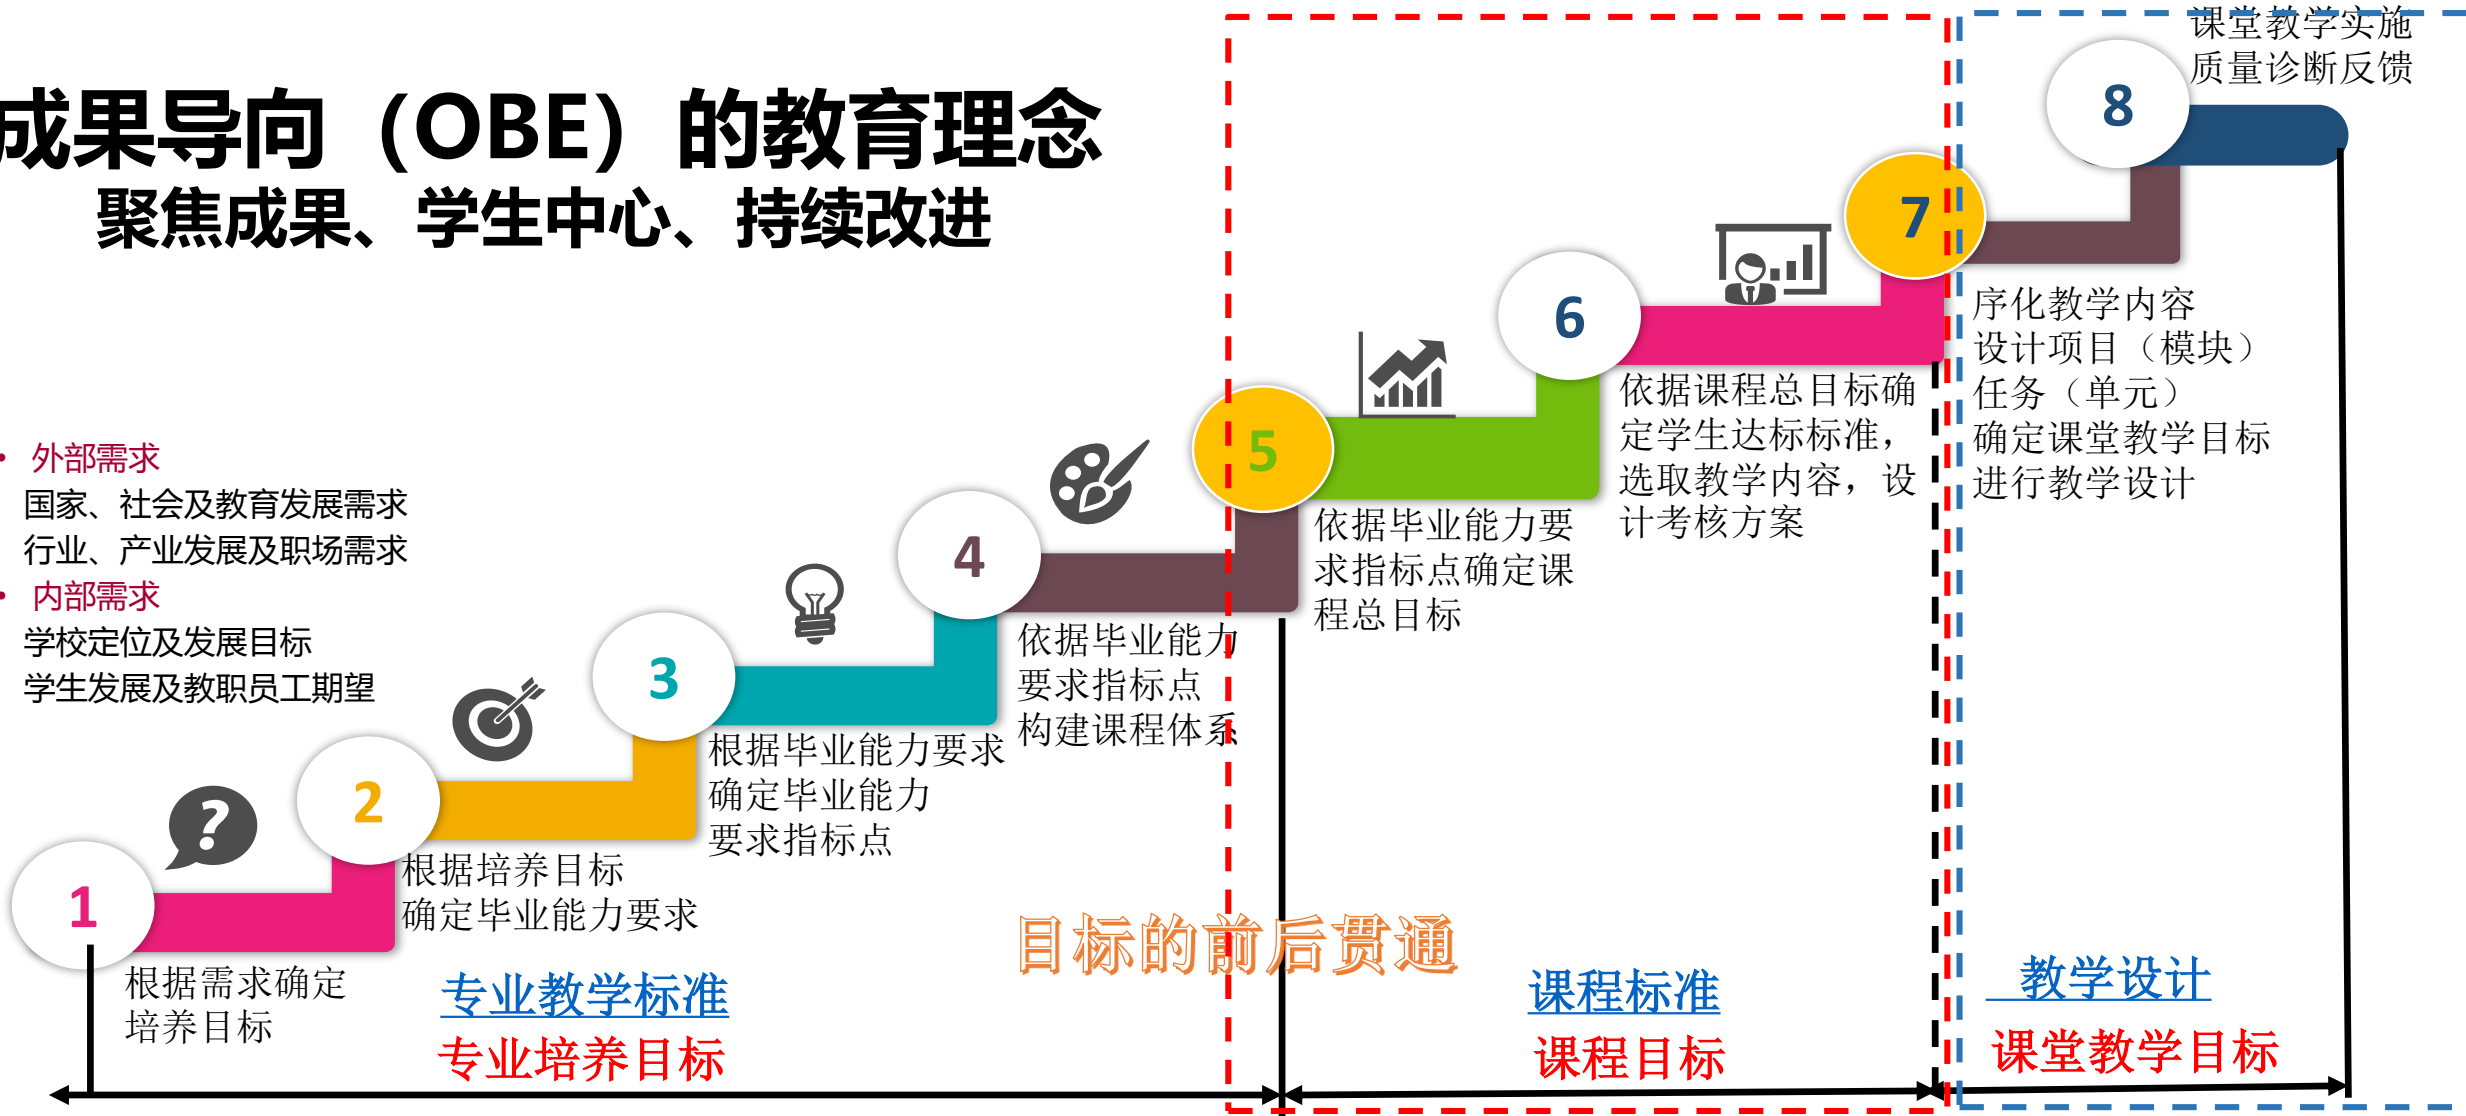 成果导向（OBE）的教育理念
聚焦成果、学生中心、持续改进
• 外部需求
国家、社会及教育发展需求
行业、产业发展及职场需求
• 内部需求
学校定位及发展目标
学生发展及教职员工期望
1
根据需求确定
培养目标
2
根据培养目标
确定毕业能力要求
3
根据毕业能力要求
确定毕业能力
要求指标点
4
依据毕业能力
要求指标点
构建课程体系
5
依据毕业能力要
求指标点确定课
程总目标
6
依据课程总目标确
定学生达标标准，
选取教学内容，设
计考核方案
7
序化教学内容
设计项目（模块）
任务（单元）
确定课堂教学目标
进行教学设计
8
课堂教学实施
质量诊断反馈
?
目标的前后贯通
专业教学标准
专业培养目标
课程标准
课程目标
教学设计
课堂教学目标